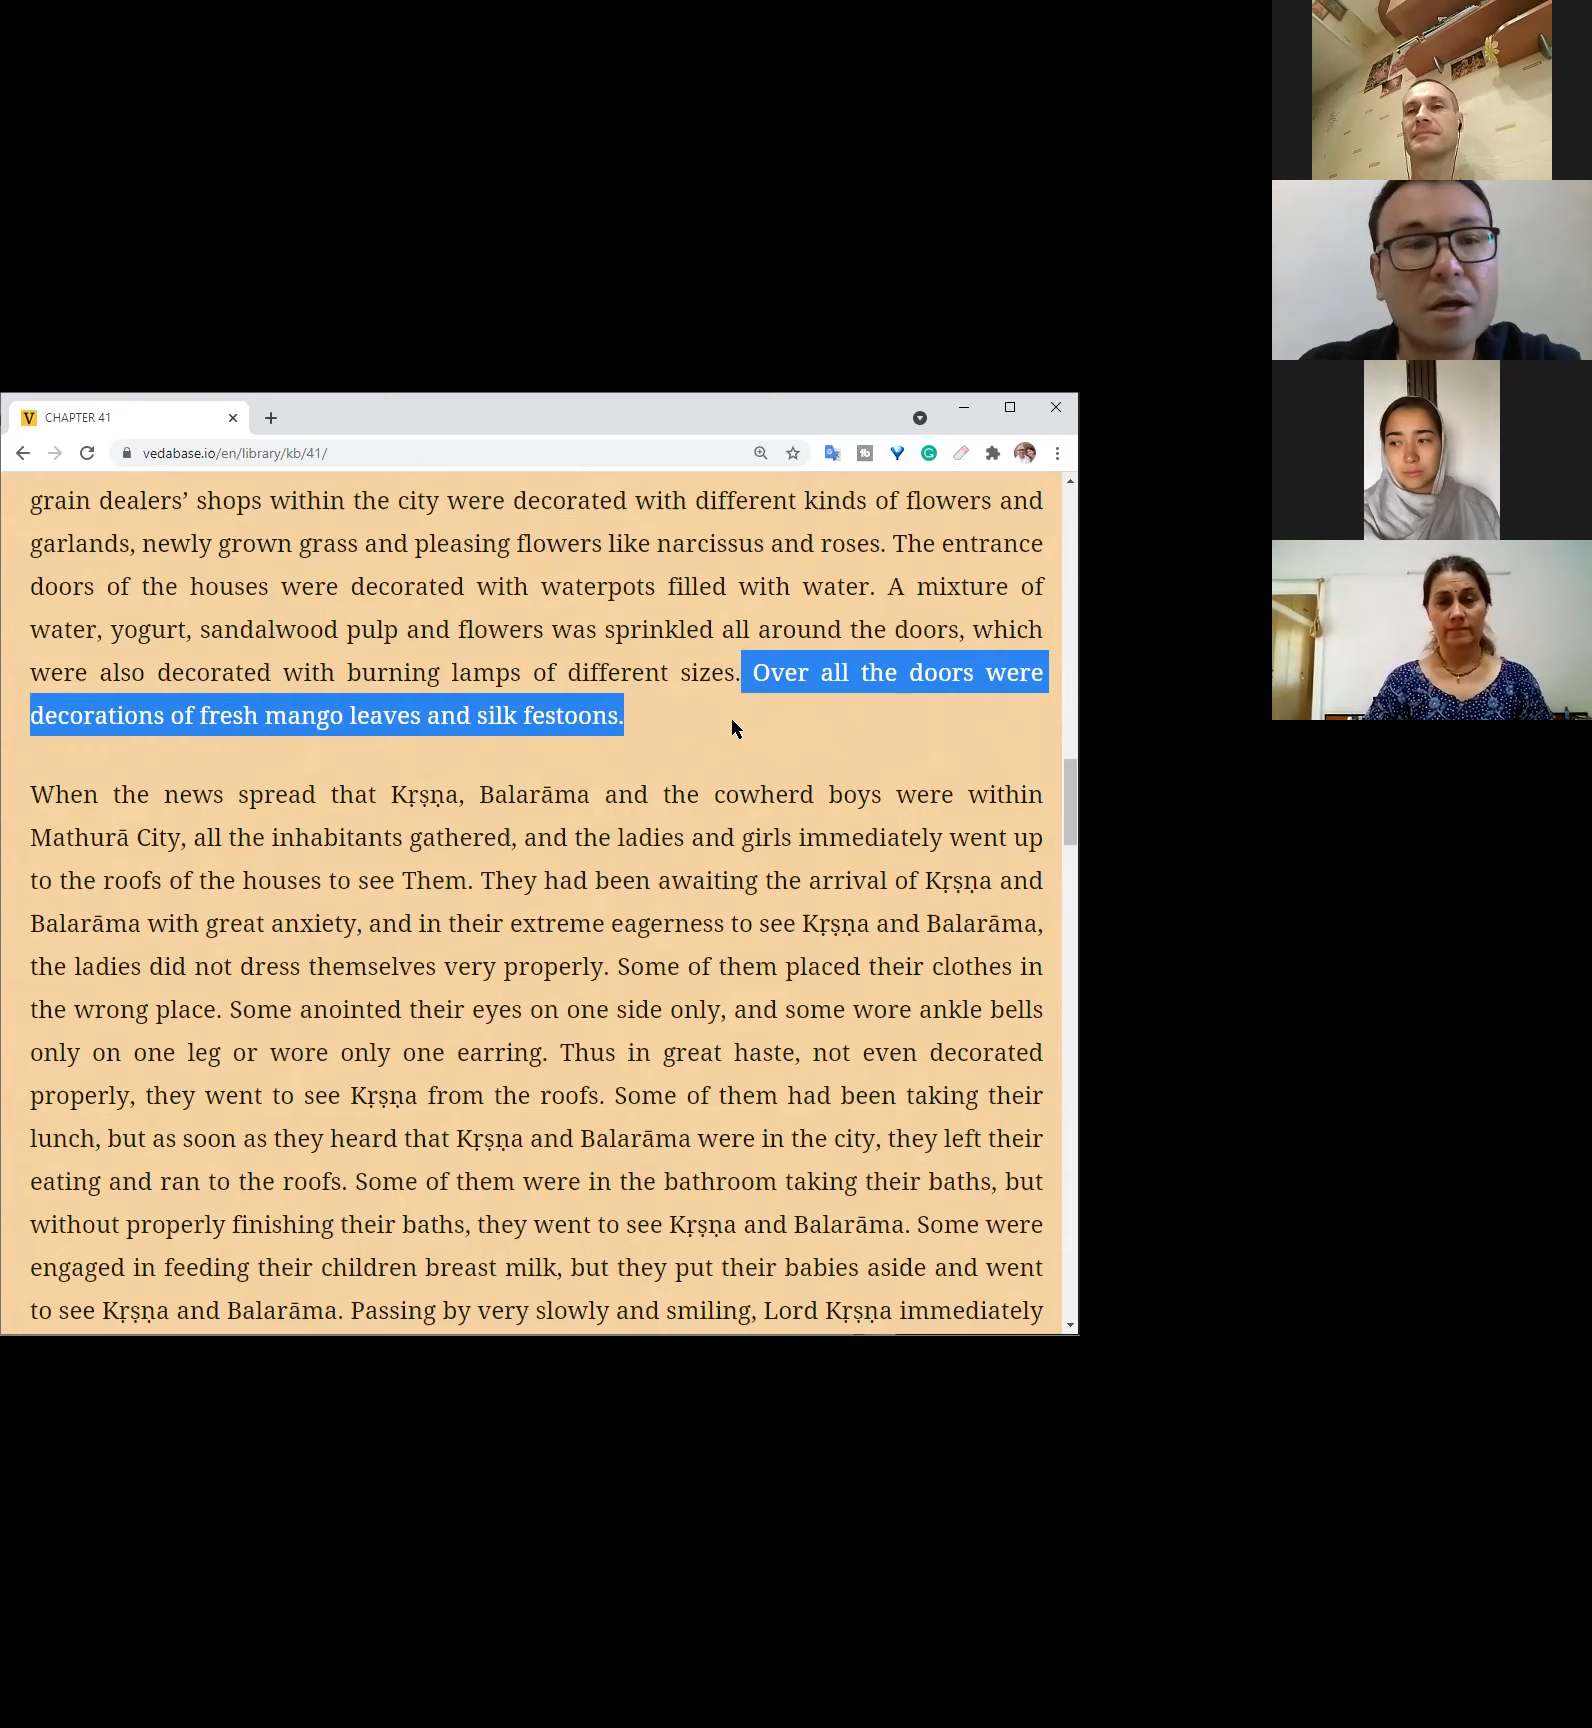 CHAPTER 41
vedabase.io/en/library/kb/41/
grain dealers’ shops within the city were decorated with different kinds of flowers and
garlands, newly grown grass and pleasing flowers like narcissus and roses. The entrance
doors of the houses were decorated with waterpots filled with water. A mixture of
water, yogurt, sandalwood pulp and flowers was sprinkled all around the doors, which
were also decorated with burning lamps of different sizes. Over all the doors were
decorations of fresh mango leaves and silk festoons.
When the news spread that Kṛṣṇa, Balarāma and the cowherd boys were within
Mathurā City, all the inhabitants gathered, and the ladies and girls immediately went up
to the roofs of the houses to see Them. They had been awaiting the arrival of Kṛṣṇa and
Balarāma with great anxiety, and in their extreme eagerness to see Kṛṣṇa and Balarāma,
the ladies did not dress themselves very properly. Some of them placed their clothes in
the wrong place. Some anointed their eyes on one side only, and some wore ankle bells
only on one leg or wore only one earring. Thus in great haste, not even decorated
properly, they went to see Kṛṣṇa from the roofs. Some of them had been taking their
lunch, but as soon as they heard that Kṛṣṇa and Balarāma were in the city, they left their
eating and ran to the roofs. Some of them were in the bathroom taking their baths, but
without properly finishing their baths, they went to see Kṛṣṇa and Balarāma. Some were
engaged in feeding their children breast milk, but they put their babies aside and went
to see Kṛṣṇa and Balarāma. Passing by very slowly and smiling, Lord Kṛṣṇa immediately